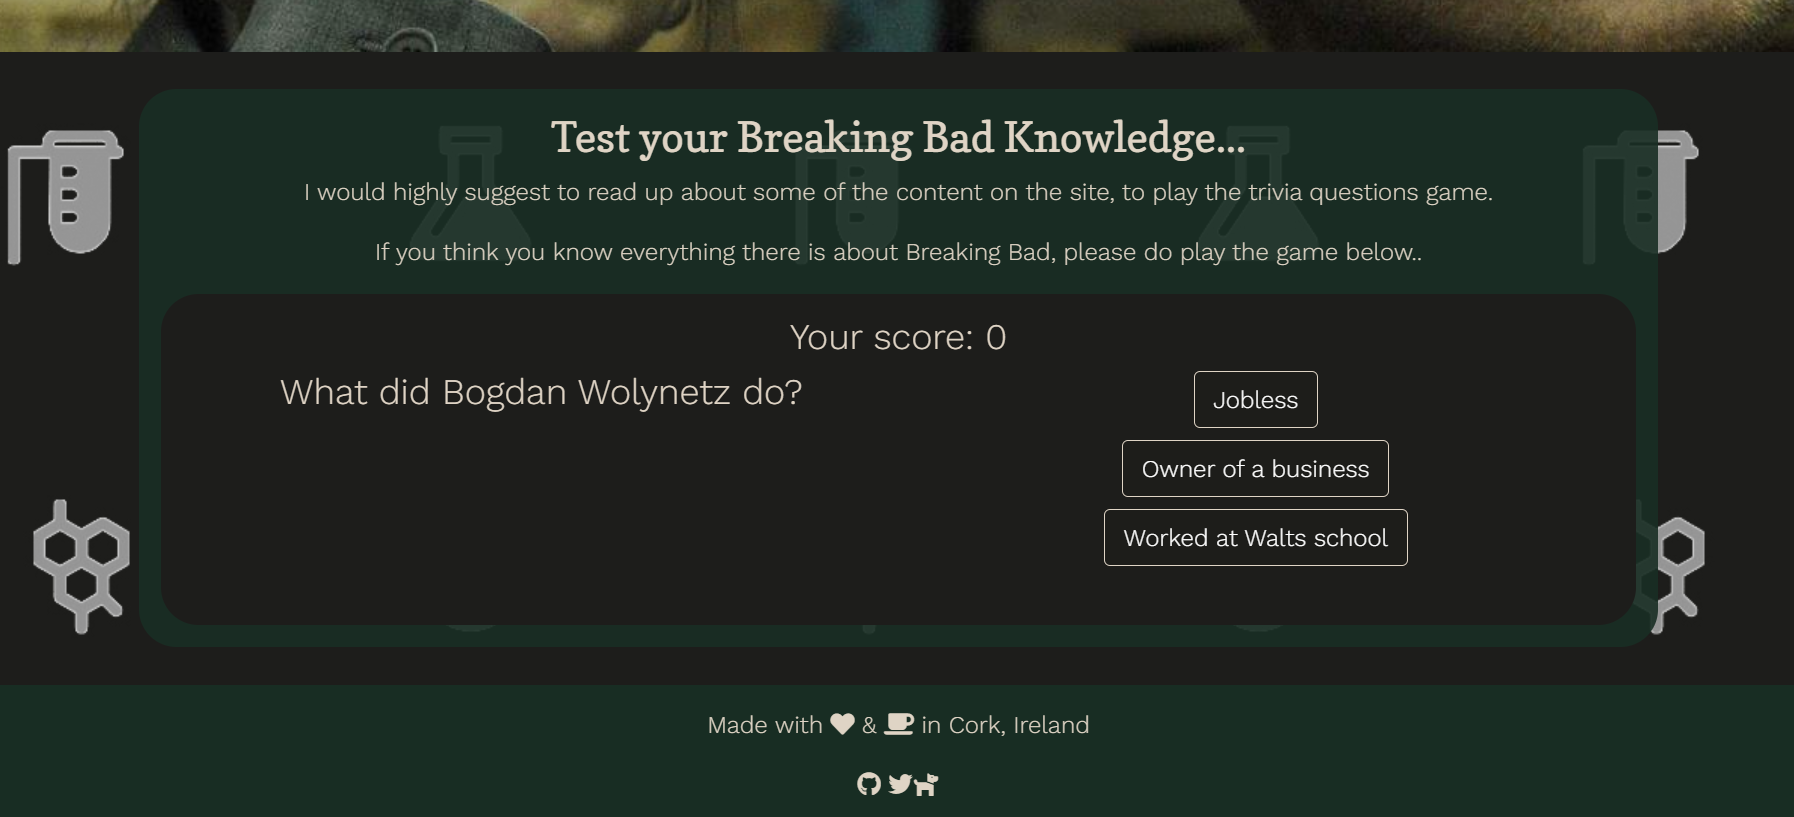 Test your Breaking Bad Knowledge...
I would highly suggest to read up about some of the content on the site, to play the trivia questions game.
If you think you know everything there is about Breaking Bad, please do play the game below..
Your score: 0
What did Bogdan Wolynetz do?
Jobless
Owner of a business
Worked at Walts school
Made with & in Cork, Ireland